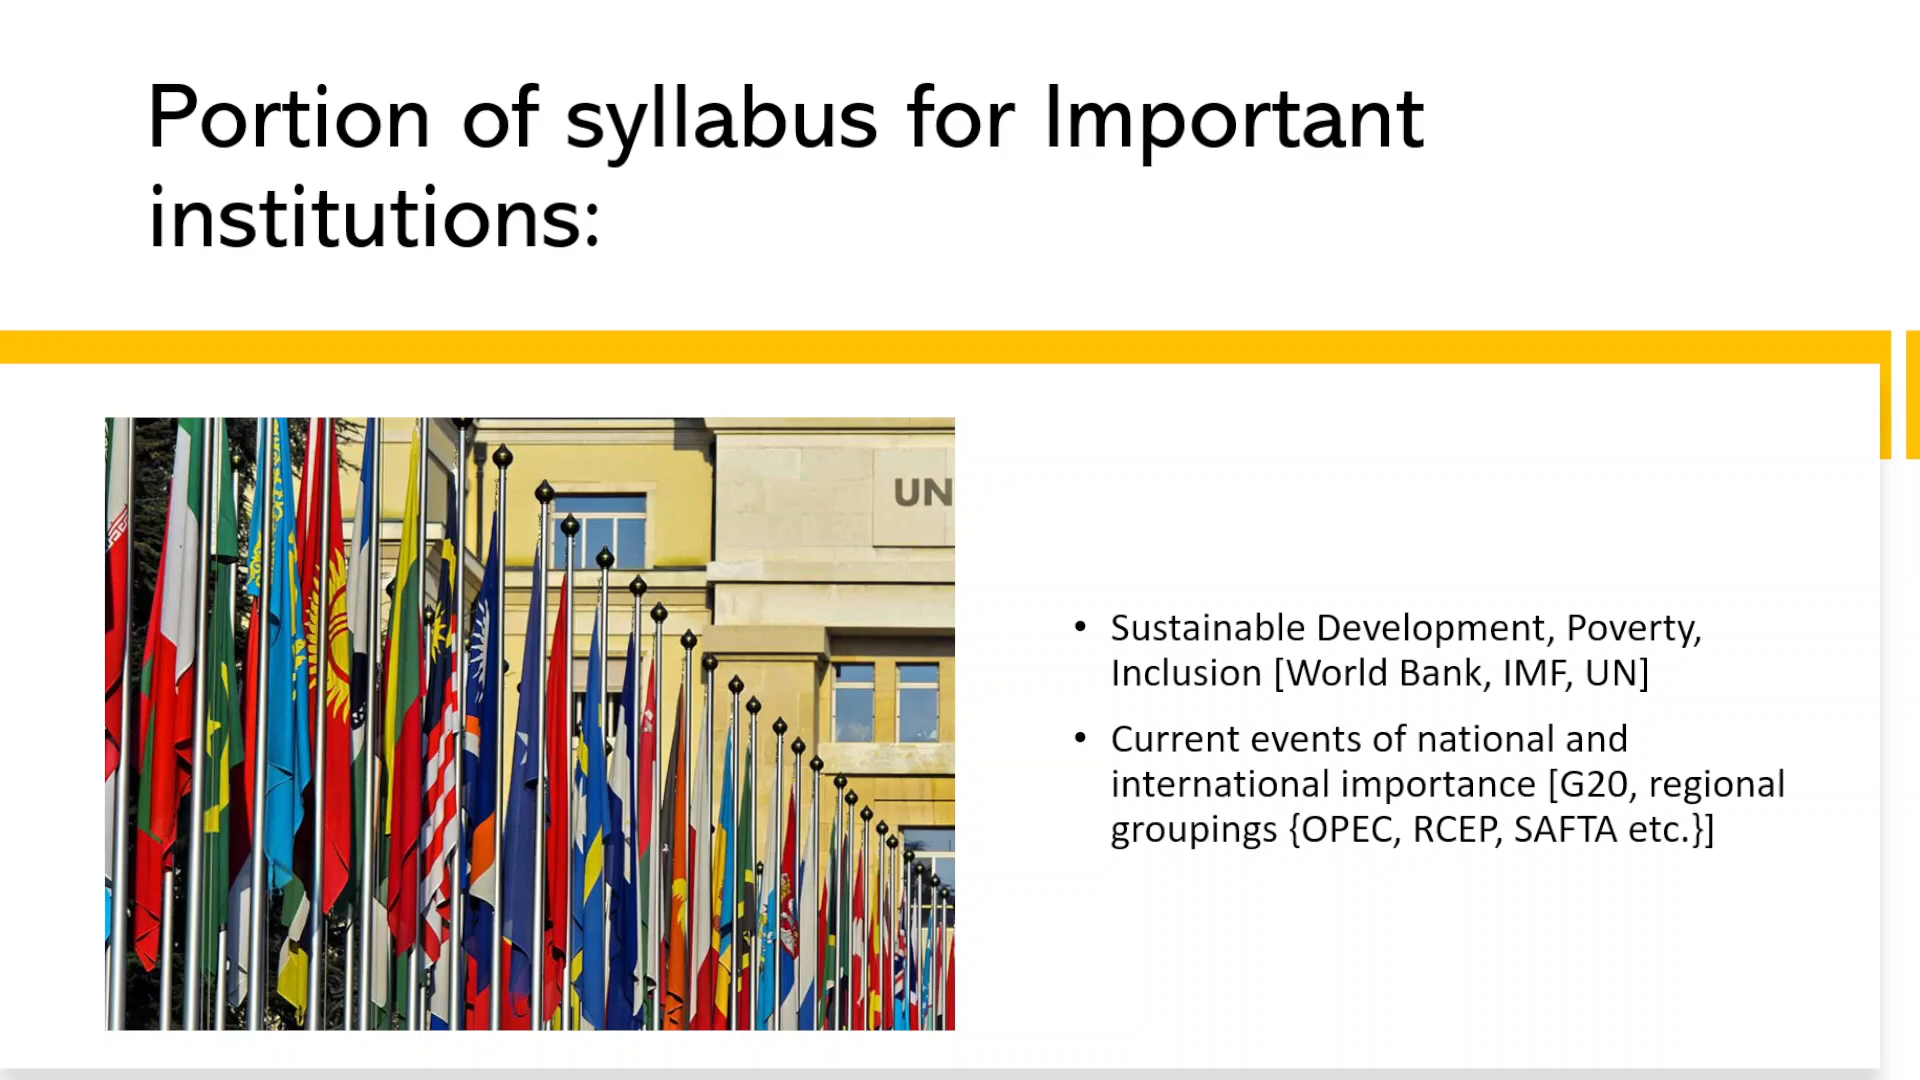 Portion of syllabus for Important
institutions:
UN
• Sustainable Development, Poverty,
Inclusion [World Bank, IMF, UN]
• Current events of national and
international importance [G20, regional
groupings {OPEC, RCEP, SAFTA etc.}]